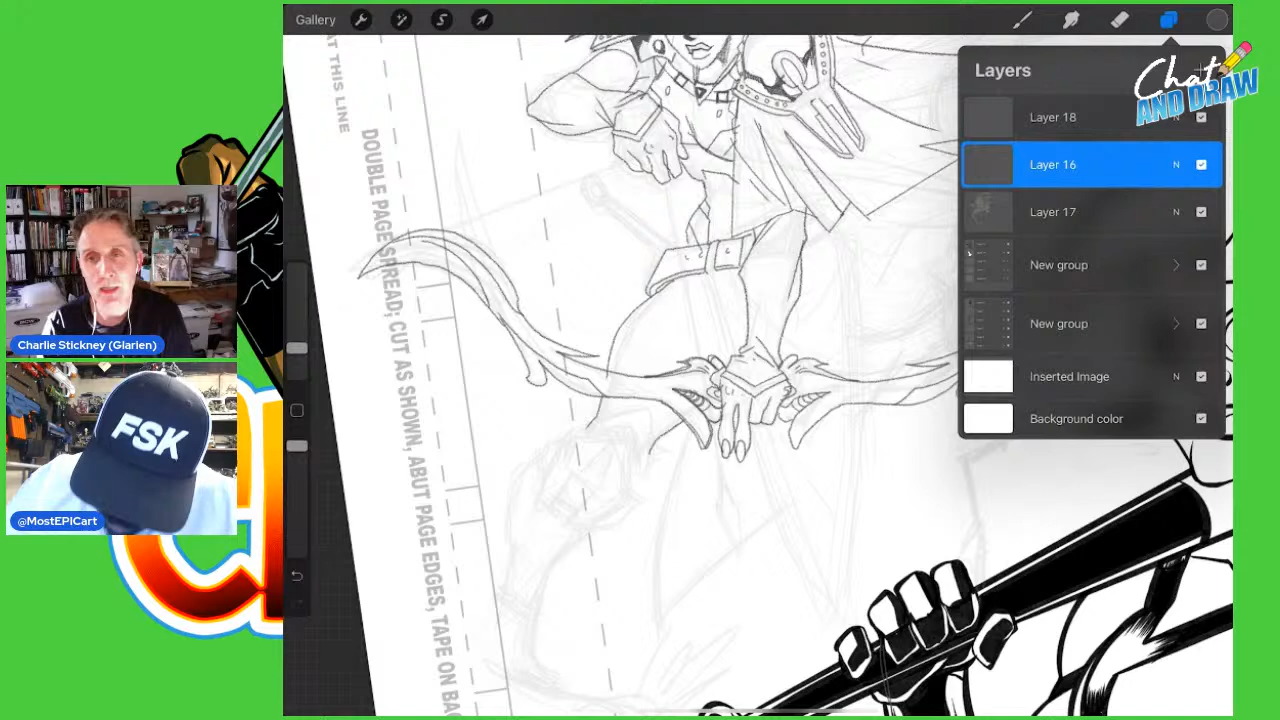 Gallery
Layers
Chat
AND DRAW
Layer 18
N
Layer 16
N
Layer 17
N
New group
New group
Inserted Image
N
Background color
AT THIS LINE
DOUBLE PAGE SPREAD; CUT AS SHOWN, ABUT PAGE EDGES, TAPE ON BA
Charlie Stickney (Glarien)
FSK
@MostEPICart